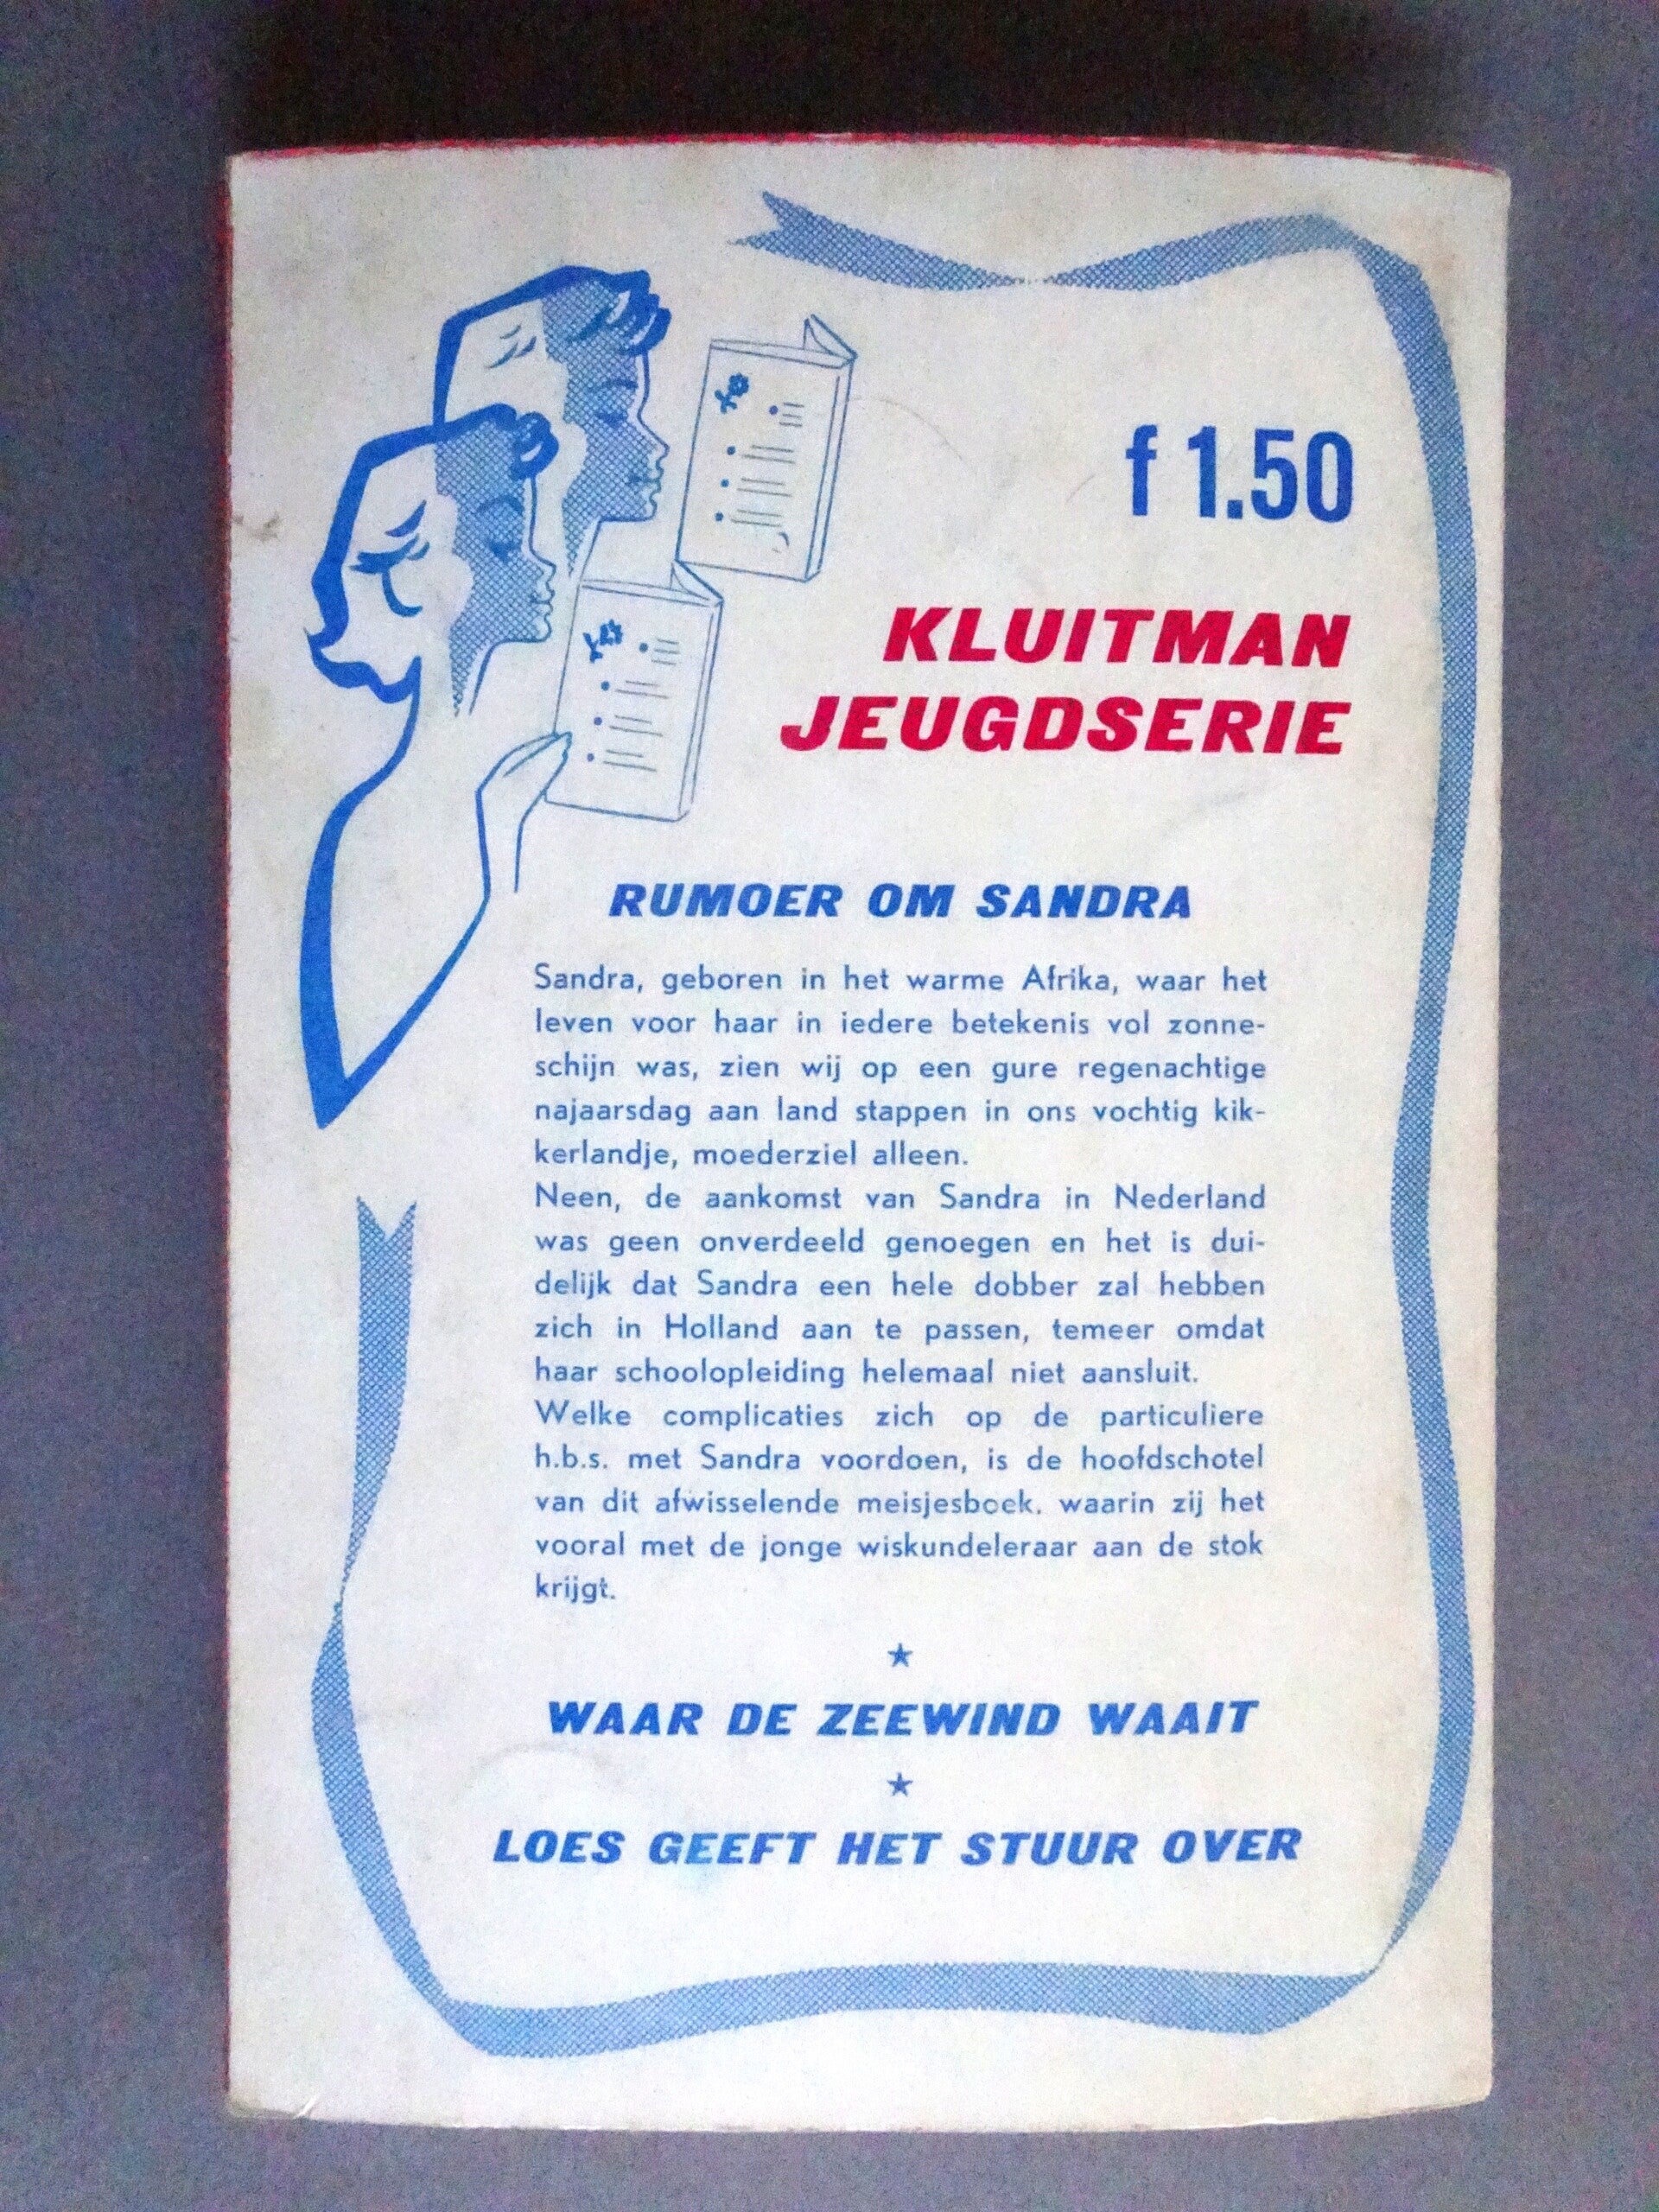 f 1.50
KLUITMAN
JEUGDSERIE
RUMOER OM SANDRA
Sandra, geboren in het warme Afrika, waar het
leven voor haar in iedere betekenis vol zonne-
schijn was, zien wij op een gure regenachtige
najaarsdag aan land stappen in ons vochtig kik-
kerlandje, moederziel alleen.
Neen, de aankomst van Sandra in Nederland
was geen onverdeeld genoegen en het is dui-
delijk dat Sandra een hele dobber zal hebben
zich in Holland aan te passen, temeer omdat
haar schoolopleiding helemaal niet aansluit.
Welke complicaties zich op de particuliere
h.b.s. met Sandra voordoen, is de hoofdschotel
van dit afwisselende meisjesboek. waarin zij het
vooral met de jonge wiskundeleraar aan de stok
krijgt.
★
WAAR DE ZEEWIND WAAIT
★
LOES GEEFT HET STUUR OVER